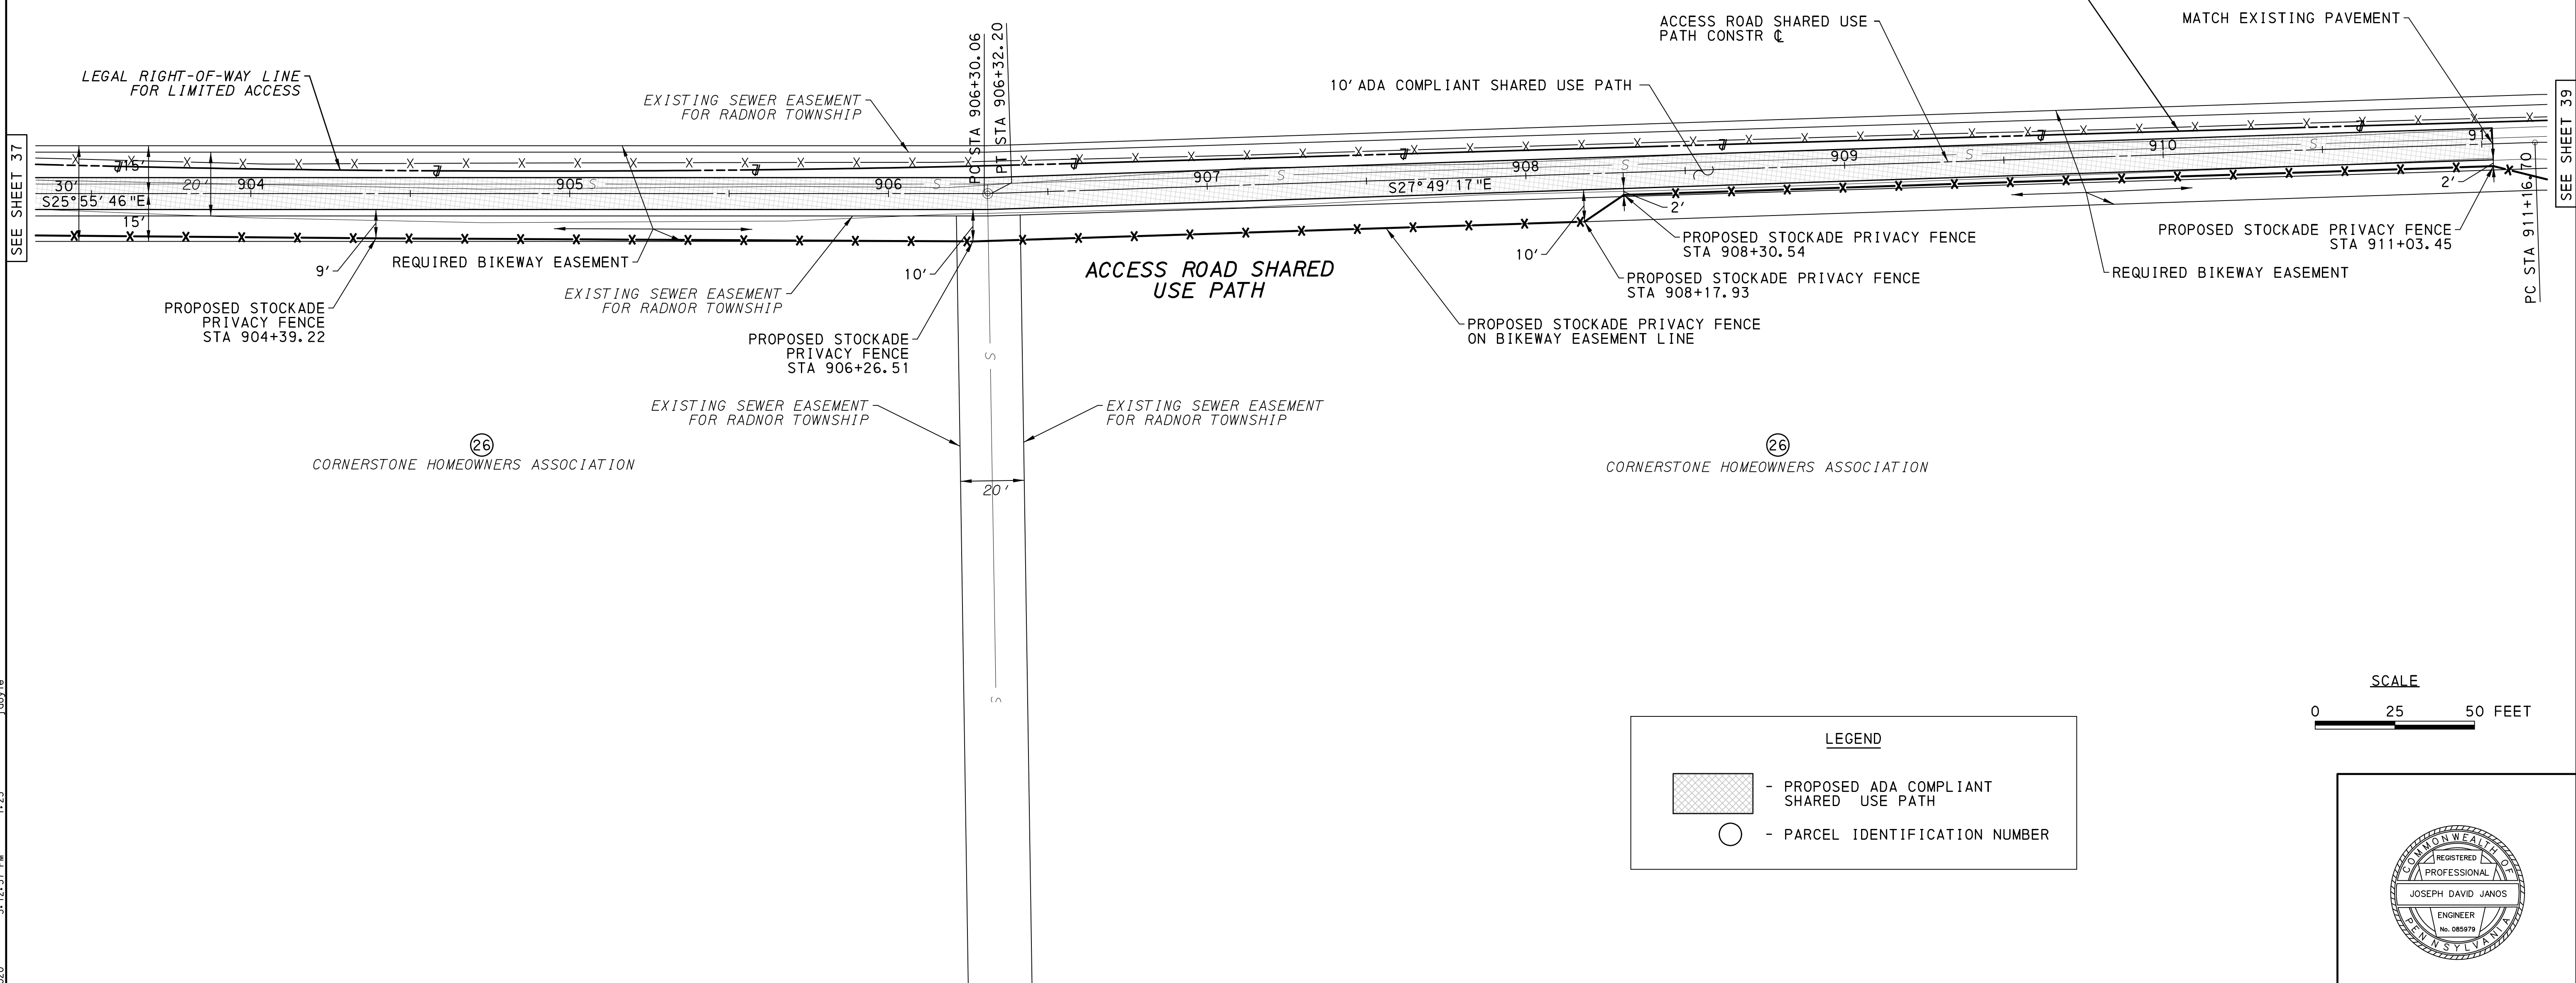 SEE SHEET 37
LEGAL RIGHT-OF-WAY LINE
FOR LIMITED ACCESS
EXISTING SEWER EASEMENT
FOR RADNOR TOWNSHIP
PC STA 906+30.06
PT STA 906+32.20
10' ADA COMPLIANT SHARED USE PATH
ACCESS ROAD SHARED USE
PATH CONSTR ℄
MATCH EXISTING PAVEMENT
SEE SHEET 39
15'
30'
20'
904
905
S
906
S
907
S
908
S
909
S
910
S
911
S25°55'46"E
15'
S27°49'17"E
2'
2'
PC STA 911+16.70
9'
REQUIRED BIKEWAY EASEMENT
10'
ACCESS ROAD SHARED
USE PATH
10'
PROPOSED STOCKADE PRIVACY FENCE
STA 908+30.54
PROPOSED STOCKADE PRIVACY FENCE
STA 911+03.45
REQUIRED BIKEWAY EASEMENT
PROPOSED STOCKADE PRIVACY FENCE
STA 908+17.93
EXISTING SEWER EASEMENT
FOR RADNOR TOWNSHIP
PROPOSED STOCKADE
PRIVACY FENCE
STA 904+39.22
PROPOSED STOCKADE
PRIVACY FENCE
STA 906+26.51
PROPOSED STOCKADE PRIVACY FENCE
ON BIKEWAY EASEMENT LINE
S
EXISTING SEWER EASEMENT
FOR RADNOR TOWNSHIP
EXISTING SEWER EASEMENT
FOR RADNOR TOWNSHIP
26
CORNERSTONE HOMEOWNERS ASSOCIATION
26
CORNERSTONE HOMEOWNERS ASSOCIATION
20'
S
SCALE
0 25 50 FEET
LEGEND
- PROPOSED ADA COMPLIANT
SHARED USE PATH
- PARCEL IDENTIFICATION NUMBER
COMMONWEALTH OF
REGISTERED
PROFESSIONAL
JOSEPH DAVID JANOS
ENGINEER
No. 085979
PENNSYLVANIA